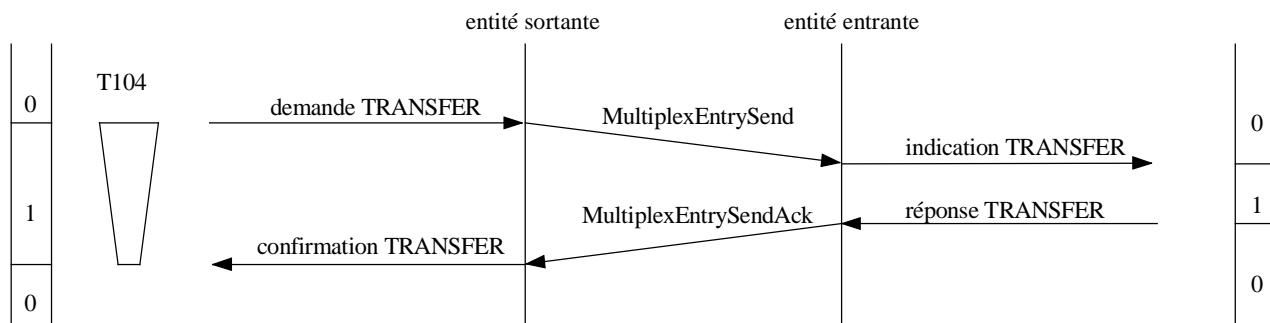 entité sortante entité entrante
T104
0 demande TRANSFER MultiplexEntrySend 0
indication TRANSFER
1 MultiplexEntrySendAck réponse TRANSFER 1
confirmation TRANSFER
0 0